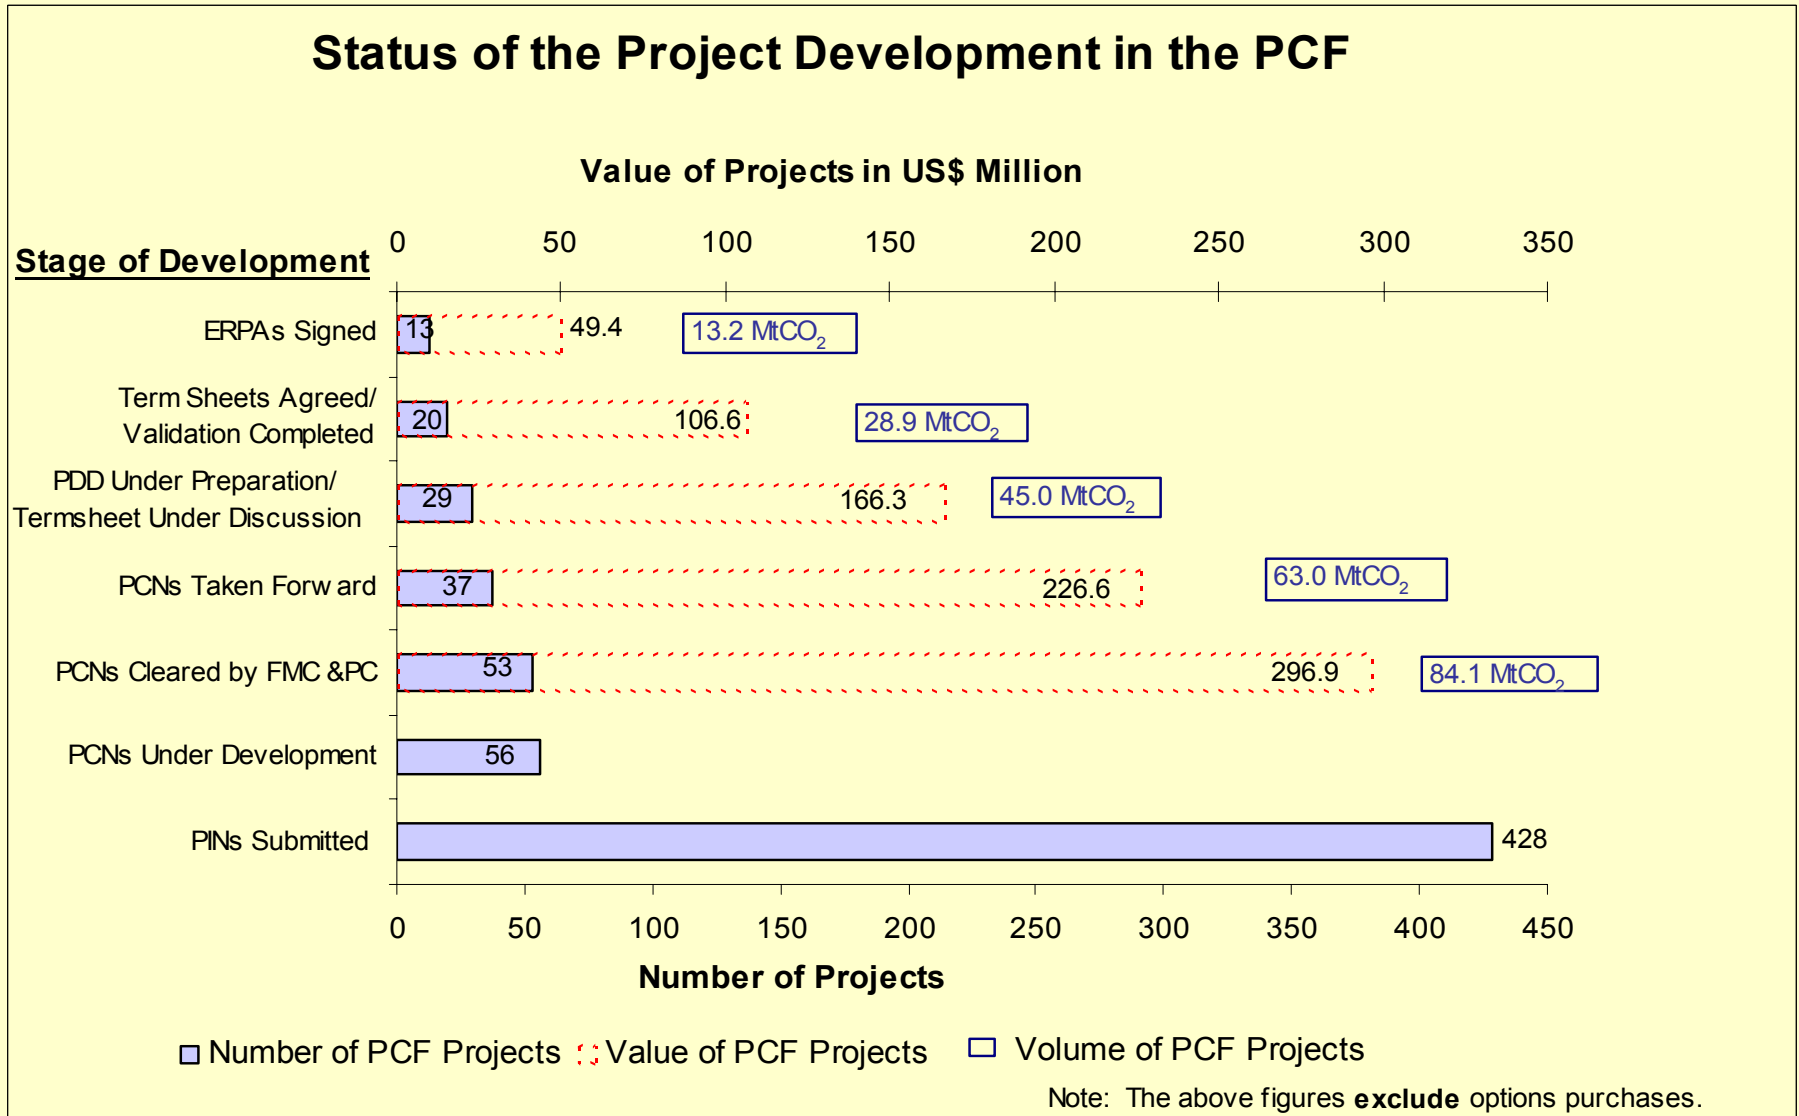 Status of the Project Development in the PCF
Value of Projects in US$ Million
0 50 100 150 200 250 300 350
Stage of Development
ERPAs Signed 13 49.4 13.2 MtCO₂
Term Sheets Agreed/
Validation Completed 20 106.6 28.9 MtCO₂
PDD Under Preparation/
Termsheet Under Discussion 29 166.3 45.0 MtCO₂
PCNs Taken Forward 37 226.6 63.0 MtCO₂
PCNs Cleared by FMC &PC 53 296.9 84.1 MtCO₂
PCNs Under Development 56
PINs Submitted 428
0 50 100 150 200 250 300 350 400 450
Number of Projects
Number of PCF Projects Value of PCF Projects Volume of PCF Projects
Note: The above figures exclude options purchases.